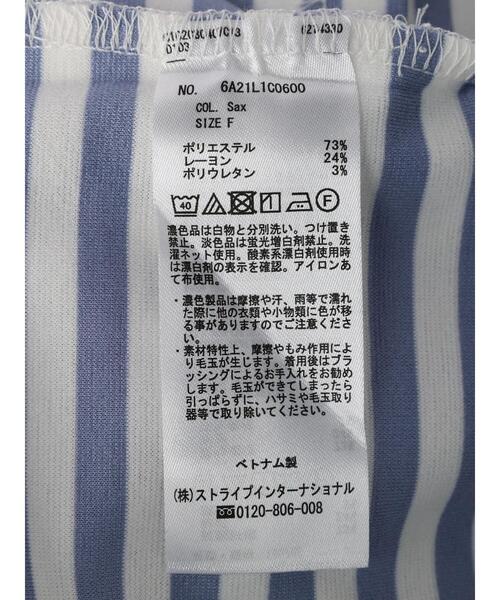 0103
NO. 6A21L1C0600
COL. Sax
SIZE F
ポリエステル 73%
レーヨン 24%
ポリウレタン 3%
40 F
濃色品は白物と分別洗い。つけ置き
禁止。淡色品は蛍光増白剤禁止。洗
濯ネット使用。酸素系漂白剤使用時
は漂白剤の表示を確認。アイロンあ
て布使用。
・濃色製品は摩擦や汗、雨等で濡れ
た際に他の衣類や小物類に色が移
る事がありますのでご注意くださ
い。
・素材特性上、摩擦やもみ作用によ
り毛玉が生じます。着用後はブラ
ッシングによるお手入れをお勧め
します。毛玉ができてしまったら
引っぱらずに、ハサミや毛玉取り
器等で取り除いてください。
ベトナム製
(株)ストライプインターナショナル
0120-806-008